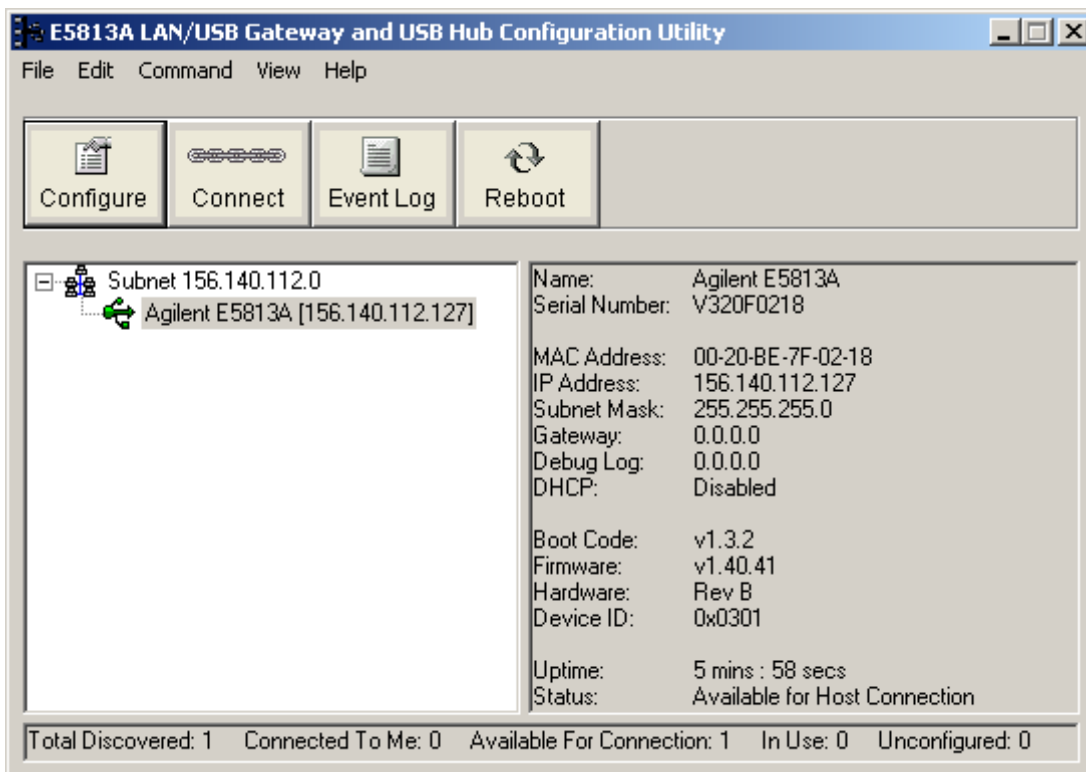 E5813A LAN/USB Gateway and USB Hub Configuration Utility
File Edit Command View Help
Configure Connect Event Log Reboot
Subnet 156.140.112.0
Agilent E5813A [156.140.112.127]
Name: Agilent E5813A
Serial Number: V320F0218
MAC Address: 00-20-BE-7F-02-18
IP Address: 156.140.112.127
Subnet Mask: 255.255.255.0
Gateway: 0.0.0.0
Debug Log: 0.0.0.0
DHCP: Disabled
Boot Code: v1.3.2
Firmware: v1.40.41
Hardware: Rev B
Device ID: 0x0301
Uptime: 5 mins : 58 secs
Status: Available for Host Connection
Total Discovered: 1 Connected To Me: 0 Available For Connection: 1 In Use: 0 Unconfigured: 0